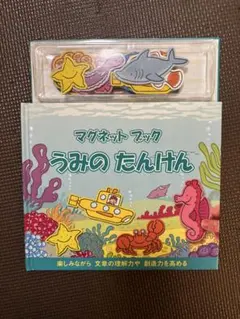 マグネット ブック
うみの たんけん
楽しみながら 文章の理解力や 創造力を高める